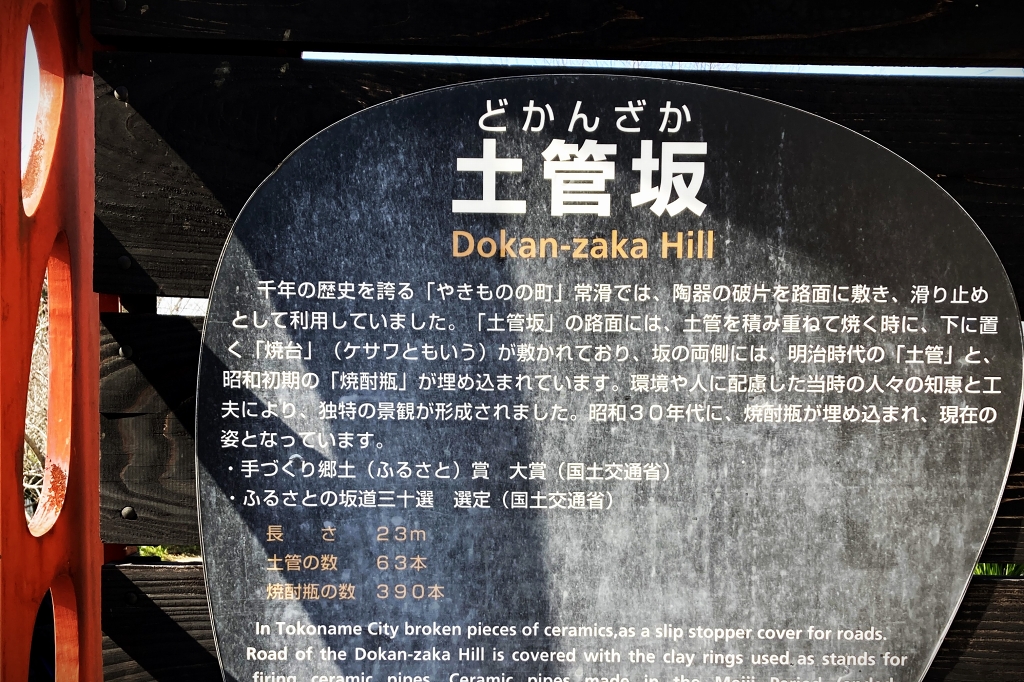 どかんざか
土管坂
Dokan-zaka Hill
千年の歴史を誇る「やきものの町」常滑では、陶器の破片を路面に敷き、滑り止め
として利用していました。「土管坂」の路面には、土管を積み重ねて焼く時に、下に置
く「焼台」（ケサワともいう）が敷かれており、坂の両側には、明治時代の「土管」と、
昭和初期の「焼酎瓶」が埋め込まれています。環境や人に配慮した当時の人々の知恵と工
夫により、独特の景観が形成されました。昭和３０年代に、焼酎瓶が埋め込まれ、現在の
姿となっています。
・手づくり郷土（ふるさと）賞　大賞（国土交通省）
・ふるさとの坂道三十選　選定（国土交通省）
長　さ　２３ｍ
土管の数　６３本
焼酎瓶の数　３９０本
In Tokoname City broken pieces of ceramics,as a slip stopper cover for roads.
Road of the Dokan-zaka Hill is covered with the clay rings used as stands for
firing ceramic pipes. Ceramic pipes made in the Meiji Period